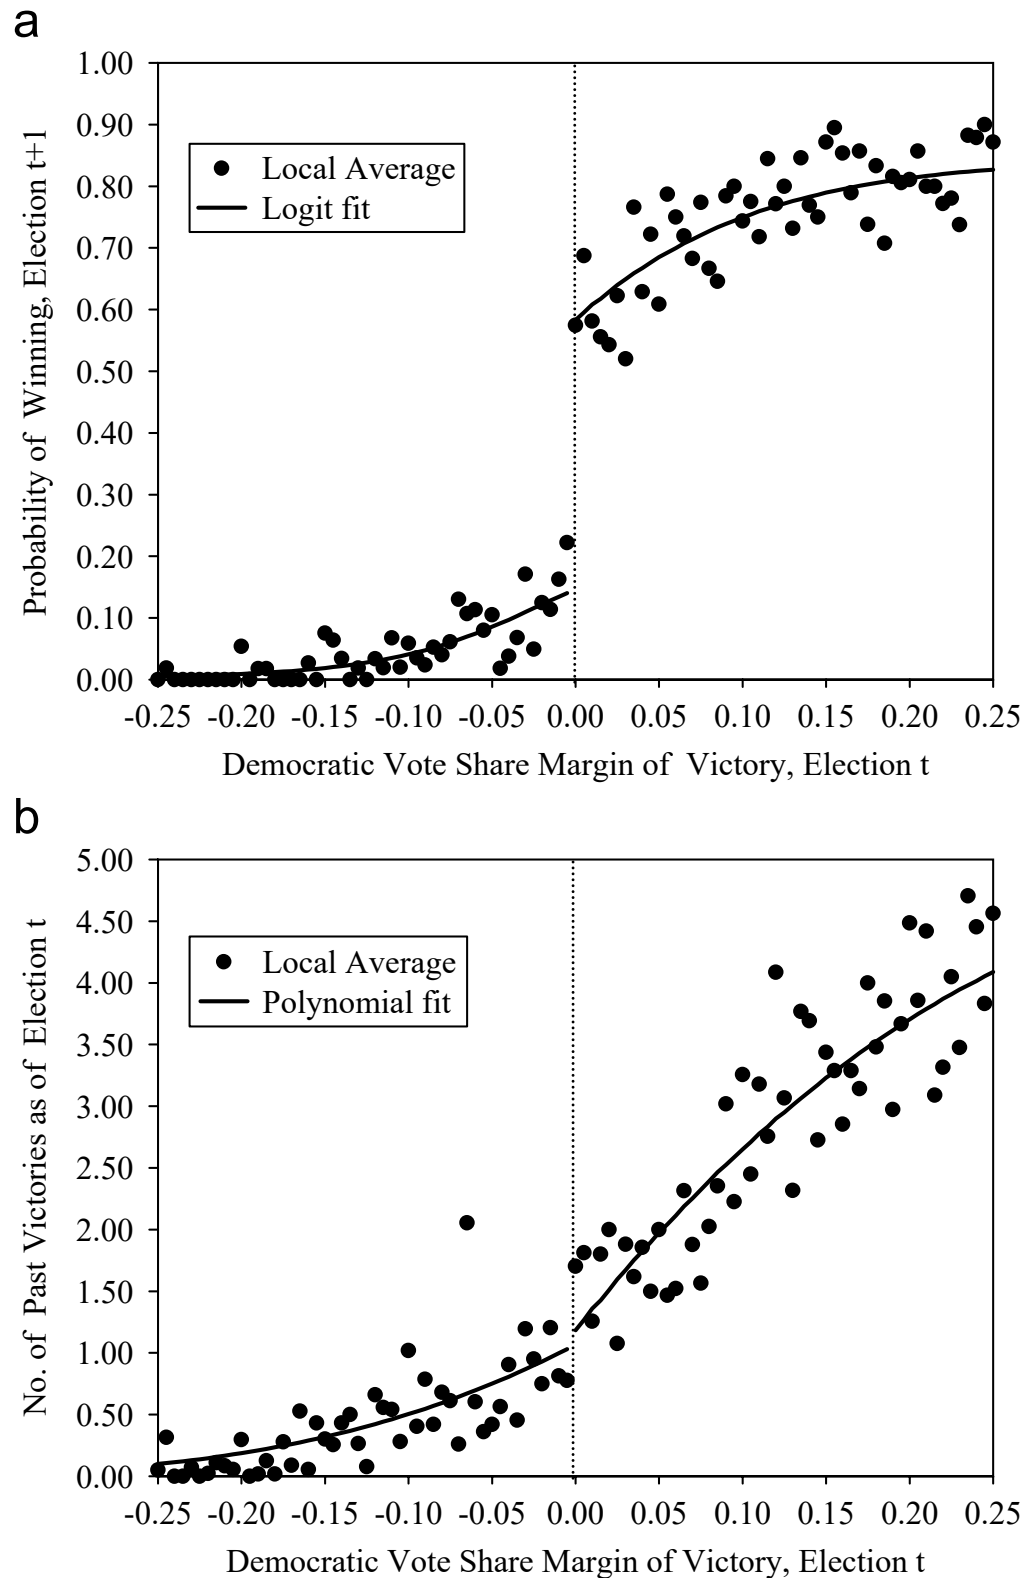 a
1.00
0.90
0.80
0.70
0.60
0.50
0.40
0.30
0.20
0.10
0.00
Probability of Winning, Election t+1
Local Average
Logit fit
-0.25 -0.20 -0.15 -0.10 -0.05 0.00 0.05 0.10 0.15 0.20 0.25
Democratic Vote Share Margin of Victory, Election t
b
5.00
4.50
4.00
3.50
3.00
2.50
2.00
1.50
1.00
0.50
0.00
No. of Past Victories as of Election t
Local Average
Polynomial fit
-0.25 -0.20 -0.15 -0.10 -0.05 0.00 0.05 0.10 0.15 0.20 0.25
Democratic Vote Share Margin of Victory, Election t